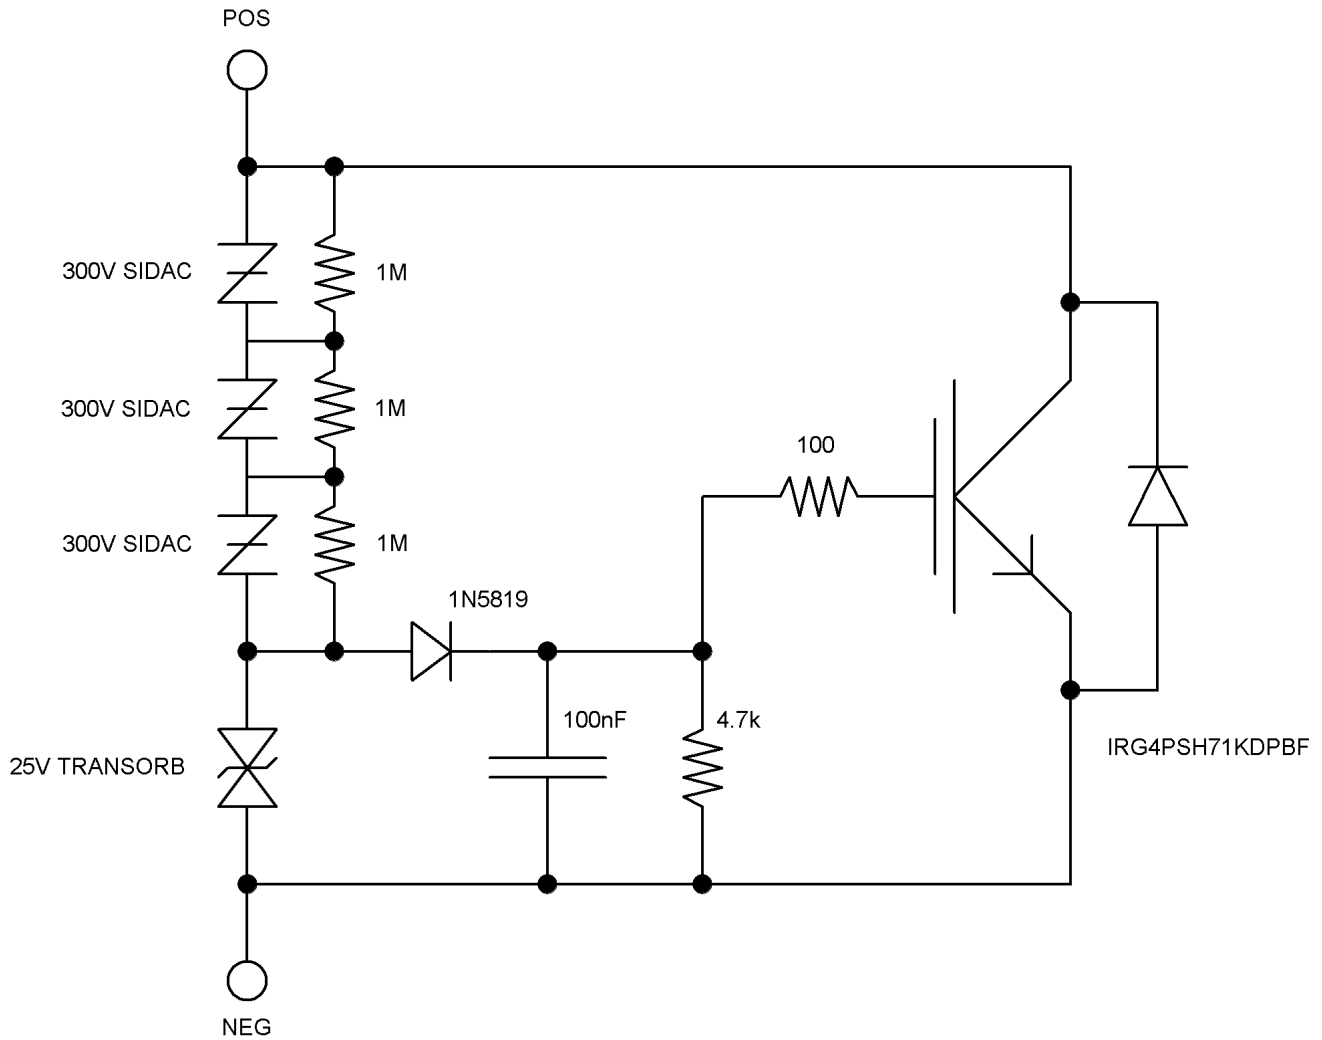 POS
300V SIDAC
1M
300V SIDAC
1M
100
300V SIDAC
1M
1N5819
100nF
4.7k
25V TRANSORB
IRG4PSH71KDPBF
NEG